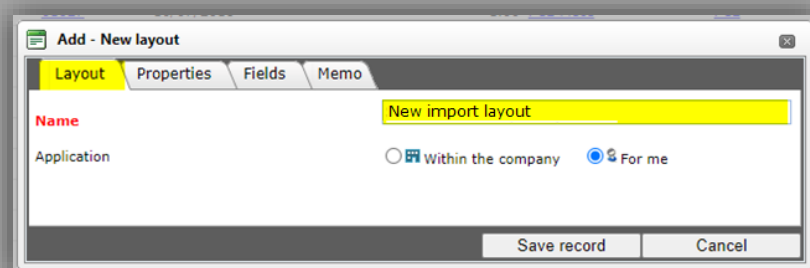 Add - New layout
Layout Properties Fields Memo
Name New import layout
Application Within the company For me
Save record Cancel